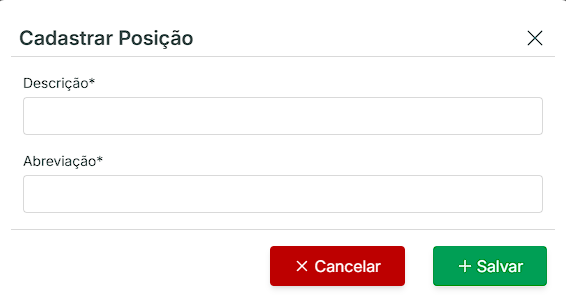 Cadastrar Posição
Descrição*
Abreviação*
Cancelar
Salvar